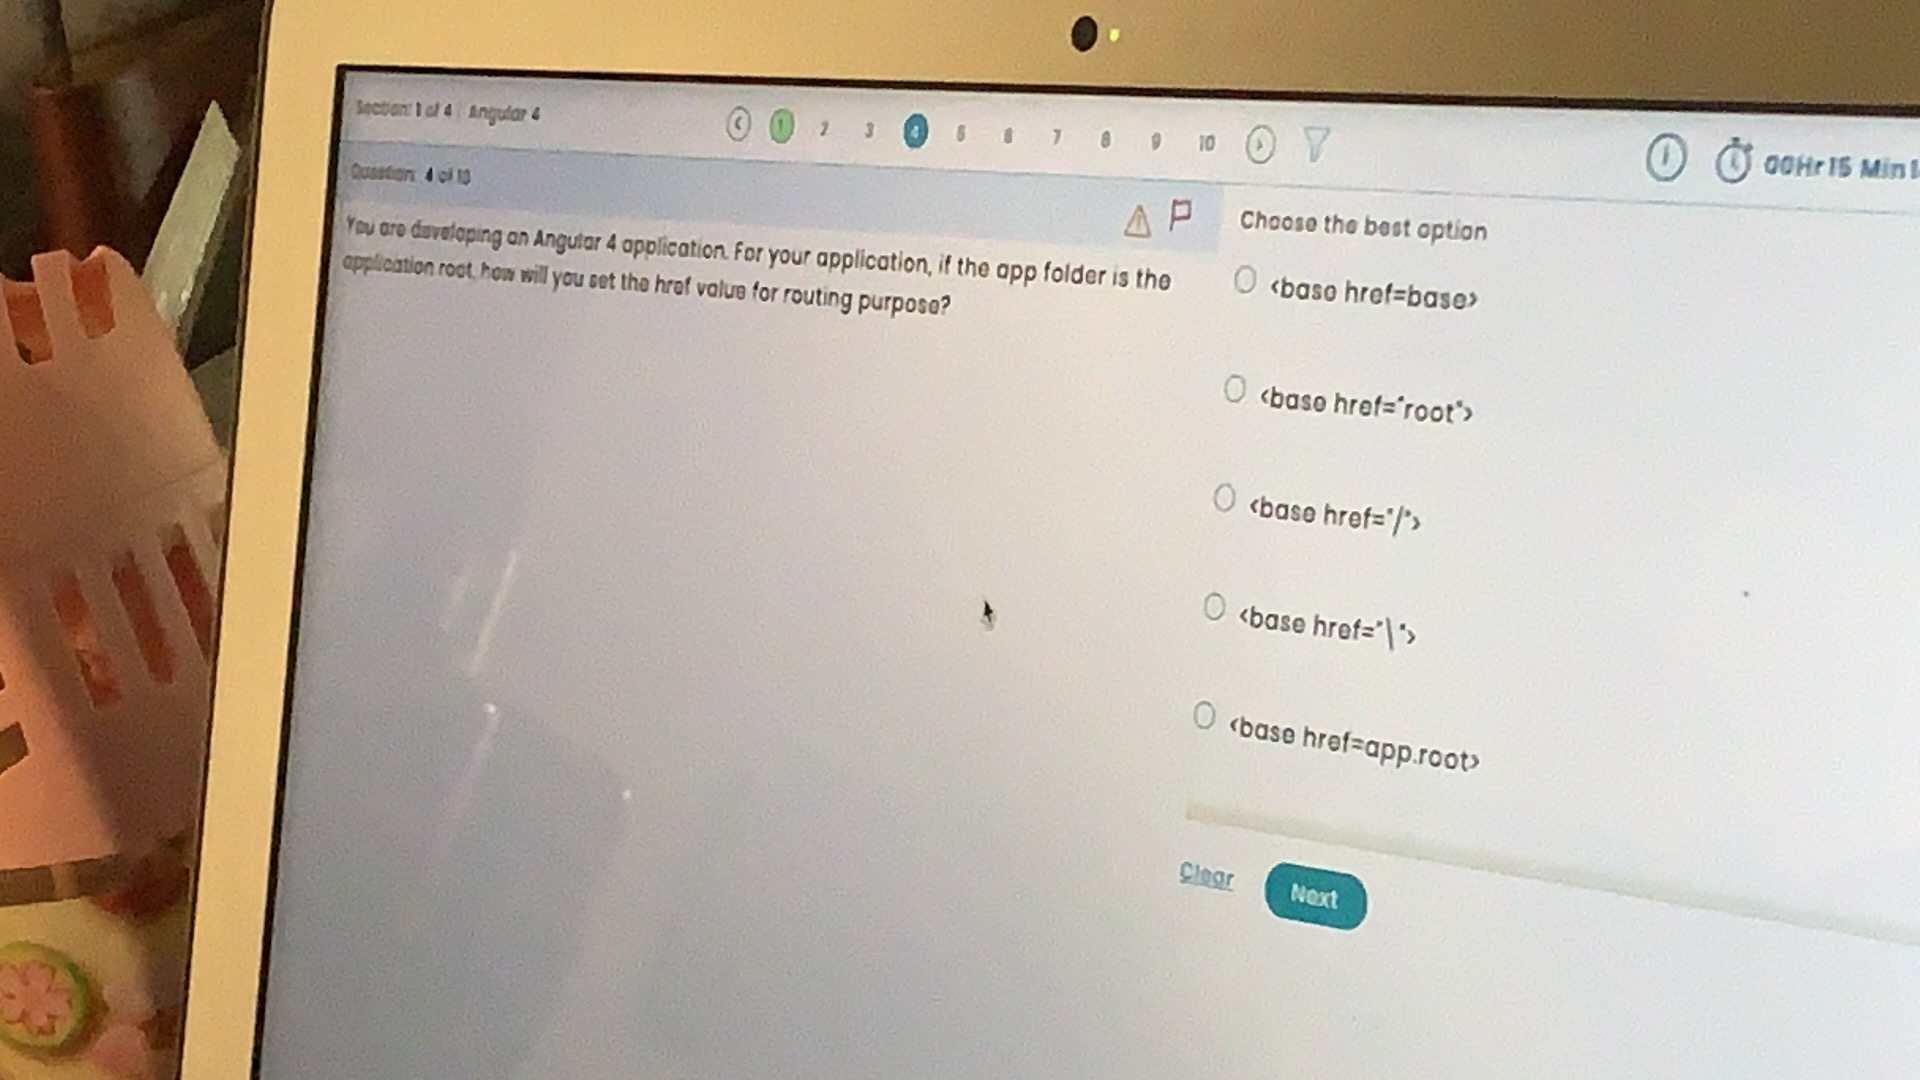 Section: 1 of 4 | Angular 4
1 2 3 4 5 6 7 8 9 10
00Hr 15 Min
Question: 4 of 10
You are developing an Angular 4 application. For your application, if the app folder is the
application root, how will you set the href value for routing purpose?
Choose the best option
<base href=base>
<base href="root">
<base href="/">
<base href="\">
<base href=app.root>
Clear
Next